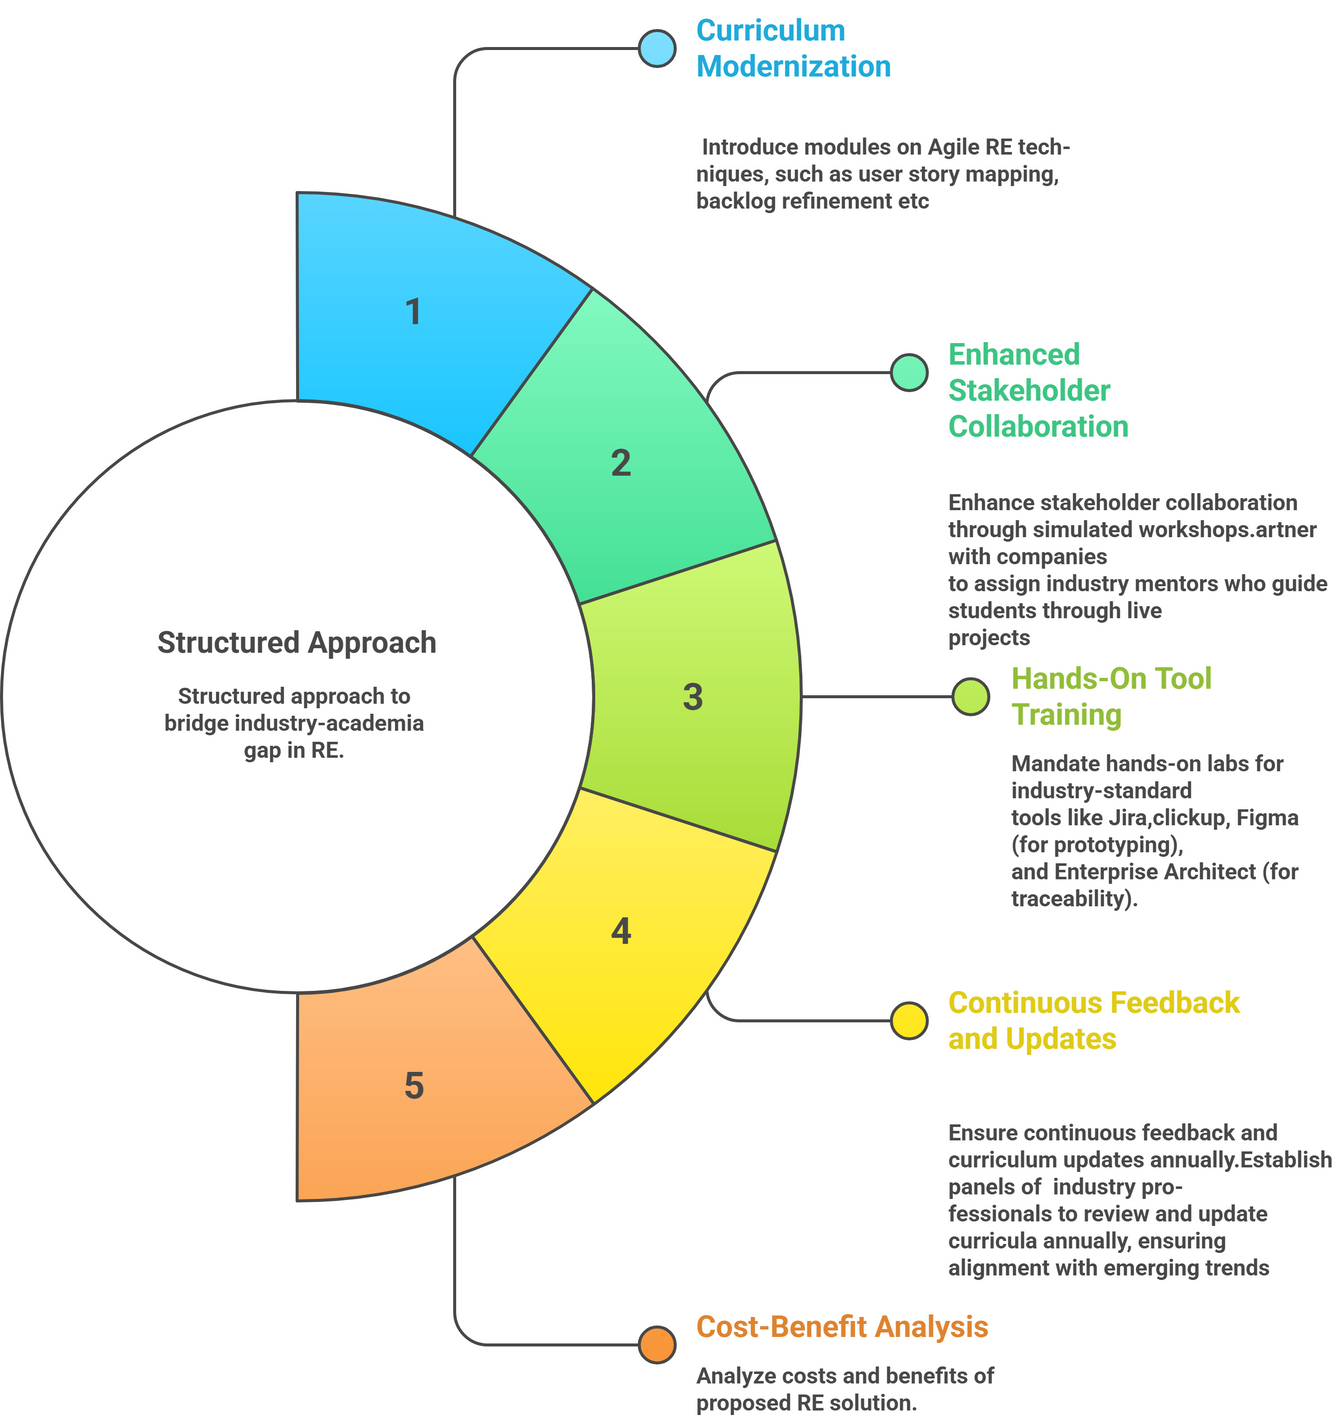 Curriculum
Modernization
Introduce modules on Agile RE tech-
niques, such as user story mapping,
backlog refinement etc
1
Enhanced
Stakeholder
Collaboration
2
Enhance stakeholder collaboration
through simulated workshops.artner
with companies
to assign industry mentors who guide
students through live
projects
Structured Approach
Structured approach to
bridge industry-academia
gap in RE.
3
Hands-On Tool
Training
Mandate hands-on labs for
industry-standard
tools like Jira,clickup, Figma
(for prototyping),
and Enterprise Architect (for
traceability).
4
Continuous Feedback
and Updates
Ensure continuous feedback and
curriculum updates annually.Establish
panels of  industry pro-
fessionals to review and update
curricula annually, ensuring
alignment with emerging trends
5
Cost-Benefit Analysis
Analyze costs and benefits of
proposed RE solution.